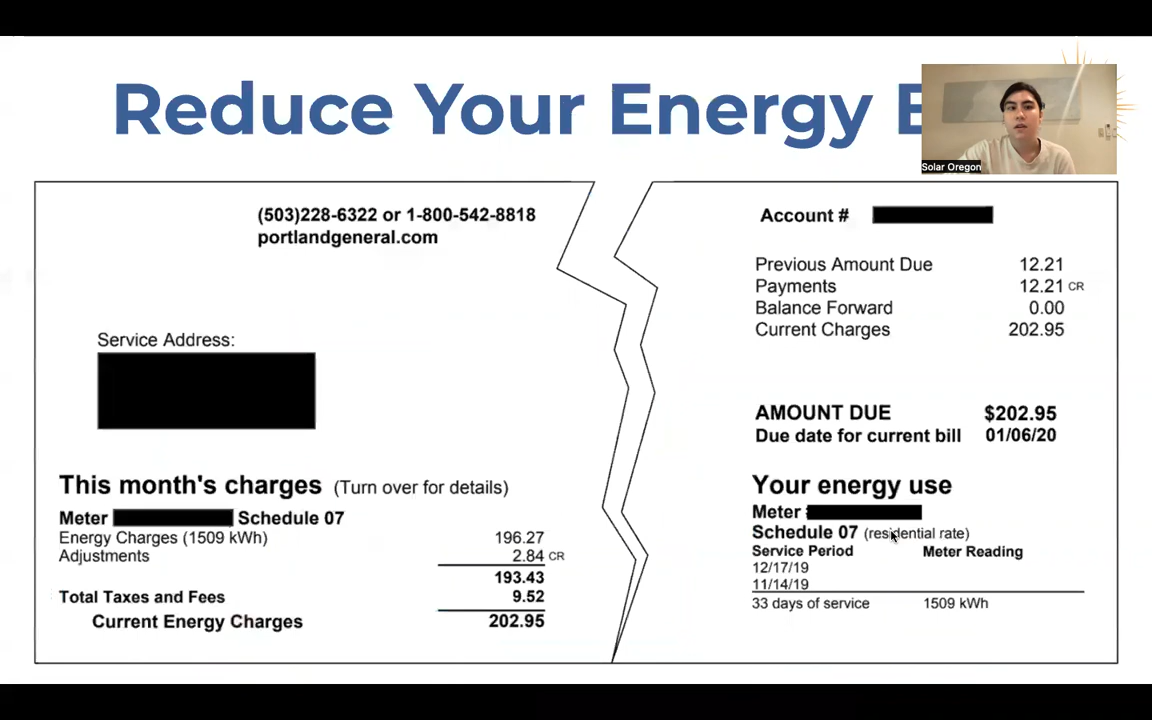 Reduce Your Energy
Solar Oregon
(503)228-6322 or 1-800-542-8818
portlandgeneral.com
Service Address:
This month's charges (Turn over for details)
Meter Schedule 07
Energy Charges (1509 kWh) 196.27
Adjustments 2.84 CR
193.43
Total Taxes and Fees 9.52
Current Energy Charges 202.95
Account #
Previous Amount Due 12.21
Payments 12.21 CR
Balance Forward 0.00
Current Charges 202.95
AMOUNT DUE $202.95
Due date for current bill 01/06/20
Your energy use
Meter
Schedule 07 (residential rate)
Service Period Meter Reading
12/17/19
11/14/19
33 days of service 1509 kWh